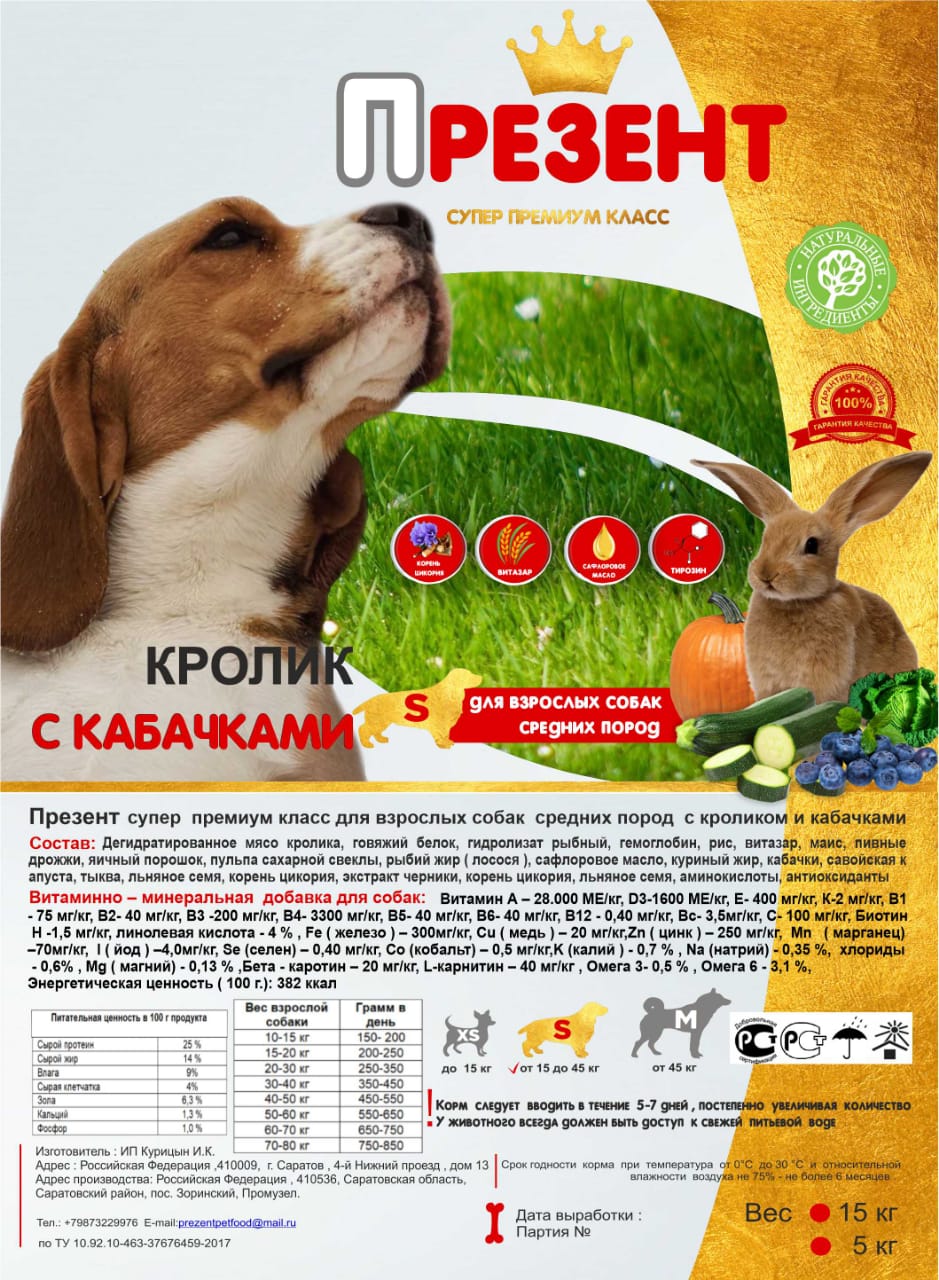 ПРЕЗЕНТ
СУПЕР ПРЕМИУМ КЛАСС
НАТУРАЛЬНЫЕ
ИНГРЕДИЕНТЫ
ГАРАНТИЯ КАЧЕСТВА
100%
ГАРАНТИЯ КАЧЕСТВА
КОРЕНЬ
ЦИКОРИЯ
ВИТАЗАР
САФЛОРОВОЕ
МАСЛО
ТИРОЗИН
КРОЛИК
С КАБАЧКАМИ
S
ДЛЯ ВЗРОСЛЫХ СОБАК
СРЕДНИХ ПОРОД
Презент супер премиум класс для взрослых собак средних пород с кроликом и кабачками
Состав: Дегидратированное мясо кролика, говяжий белок, гидролизат рыбный, гемоглобин, рис, витазар, маис, пивные
дрожжи, яичный порошок, пульпа сахарной свеклы, рыбий жир ( лосося ), сафлоровое масло, куриный жир, кабачки, савойская к
апуста, тыква, льняное семя, корень цикория, экстракт черники, корень цикория, льняное семя, аминокислоты, антиоксиданты
Витаминно – минеральная добавка для собак: Витамин А – 28.000 МЕ/кг, D3-1600 МЕ/кг, Е- 400 мг/кг, К-2 мг/кг, В1
- 75 мг/кг, В2- 40 мг/кг, В3 -200 мг/кг, В4- 3300 мг/кг, В5- 40 мг/кг, В6- 40 мг/кг, В12 - 0,40 мг/кг, Вс- 3,5мг/кг, С- 100 мг/кг, Биотин
Н -1,5 мг/кг, линолевая кислота - 4 % , Fe ( железо ) – 300мг/кг, Cu ( медь ) – 20 мг/кг,Zn ( цинк ) – 250 мг/кг, Mn ( марганец)
–70мг/кг, I ( йод ) –4,0мг/кг, Se (селен) – 0,40 мг/кг, Co (кобальт) – 0,5 мг/кг,K (калий ) - 0,7 % , Na (натрий) - 0,35 %, хлориды
- 0,6% , Mg ( магний) - 0,13 % ,Бета - каротин – 20 мг/кг, L-карнитин – 40 мг/кг , Омега 3- 0,5 % , Омега 6 - 3,1 %,
Энергетическая ценность ( 100 г.): 382 ккал
Питательная ценность в 100 г продукта
Сырой протеин 25 %
Сырой жир 14 %
Влага 9%
Сырая клетчатка 4%
Зола 6,3 %
Кальций 1,3 %
Фосфор 1,0 %
Вес взрослой собаки Грамм в день
10-15 кг 150- 200
15-20 кг 200-250
20-30 кг 250-350
30-40 кг 350-450
40-50 кг 450-550
50-60 кг 550-650
60-70 кг 650-750
70-80 кг 750-850
XS S M
до 15 кг от 15 до 45 кг от 45 кг
Добровольная
сертификация
! Корм следует вводить в течение 5-7 дней , постепенно увеличивая количество
У животного всегда должен быть доступ к свежей питьевой воде
Изготовитель : ИП Курицын И.К.
Адрес : Российская Федерация ,410009, г. Саратов , 4-й Нижний проезд , дом 13
Адрес производства: Российская Федерация , 410536, Саратовская область,
Саратовский район, пос. Зоринский, Промузел.
Срок годности корма при температура от 0°С до 30 °С и относительной
влажности воздуха не 75% - не более 6 месяцев
Тел.: +79873229976 E-mail:prezentpetfood@mail.ru
по ТУ 10.92.10-463-37676459-2017
Дата выработки :
Партия №
Вес 15 кг
5 кг